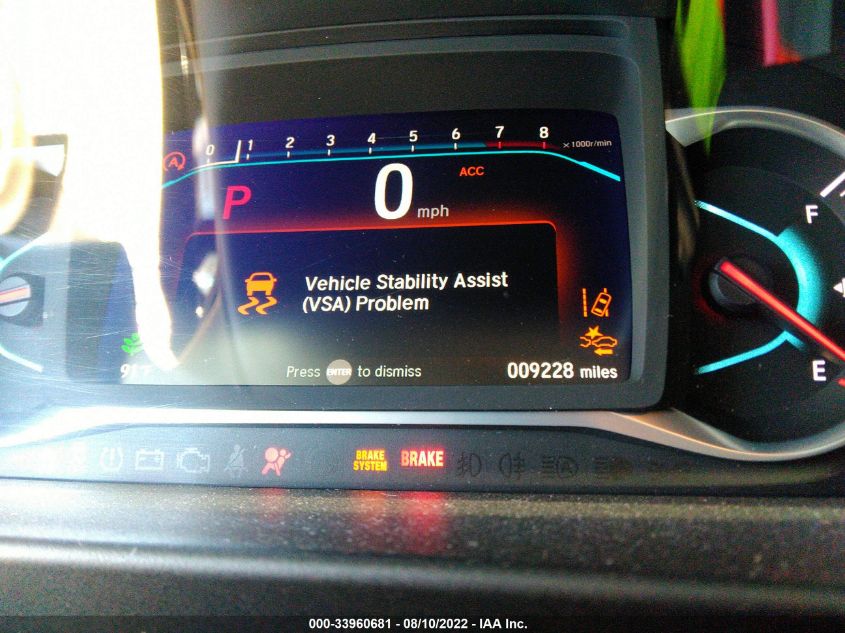 0 1 2 3 4 5 6 7 8 x 1000r/min
A
ACC
P 0 mph
F
Vehicle Stability Assist
(VSA) Problem
E
Press ENTER to dismiss
009228 miles
BRAKE
SYSTEM
BRAKE
A
000-33960681 - 08/10/2022 - IAA Inc.